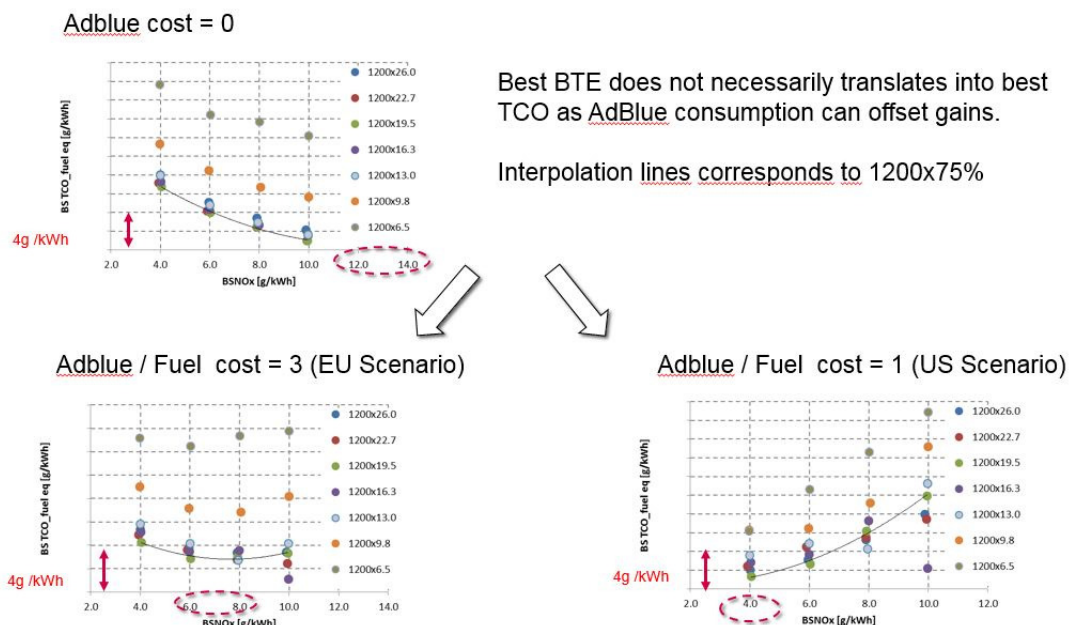 Adblue cost = 0
BS TCO_fuel eq [g/kWh]
4g /kWh
1200x26.0
1200x22.7
1200x19.5
1200x16.3
1200x13.0
1200x9.8
1200x6.5
2.0 4.0 6.0 8.0 10.0 12.0 14.0
BSNOx [g/kWh]
Best BTE does not necessarily translates into best
TCO as AdBlue consumption can offset gains.
Interpolation lines corresponds to 1200x75%
Adblue / Fuel cost = 3 (EU Scenario)
BS TCO_fuel eq [g/kWh]
4g /kWh
1200x26.0
1200x22.7
1200x19.5
1200x16.3
1200x13.0
1200x9.8
1200x6.5
2.0 4.0 6.0 8.0 10.0 14.0
BSNOx [g/kWh]
Adblue / Fuel cost = 1 (US Scenario)
BS TCO_fuel eq [g/kWh]
4g /kWh
1200x26.0
1200x22.7
1200x19.5
1200x16.3
1200x13.0
1200x9.8
1200x6.5
2.0 4.0 6.0 8.0 10.0 12.0
BSNOx [g/kWh]